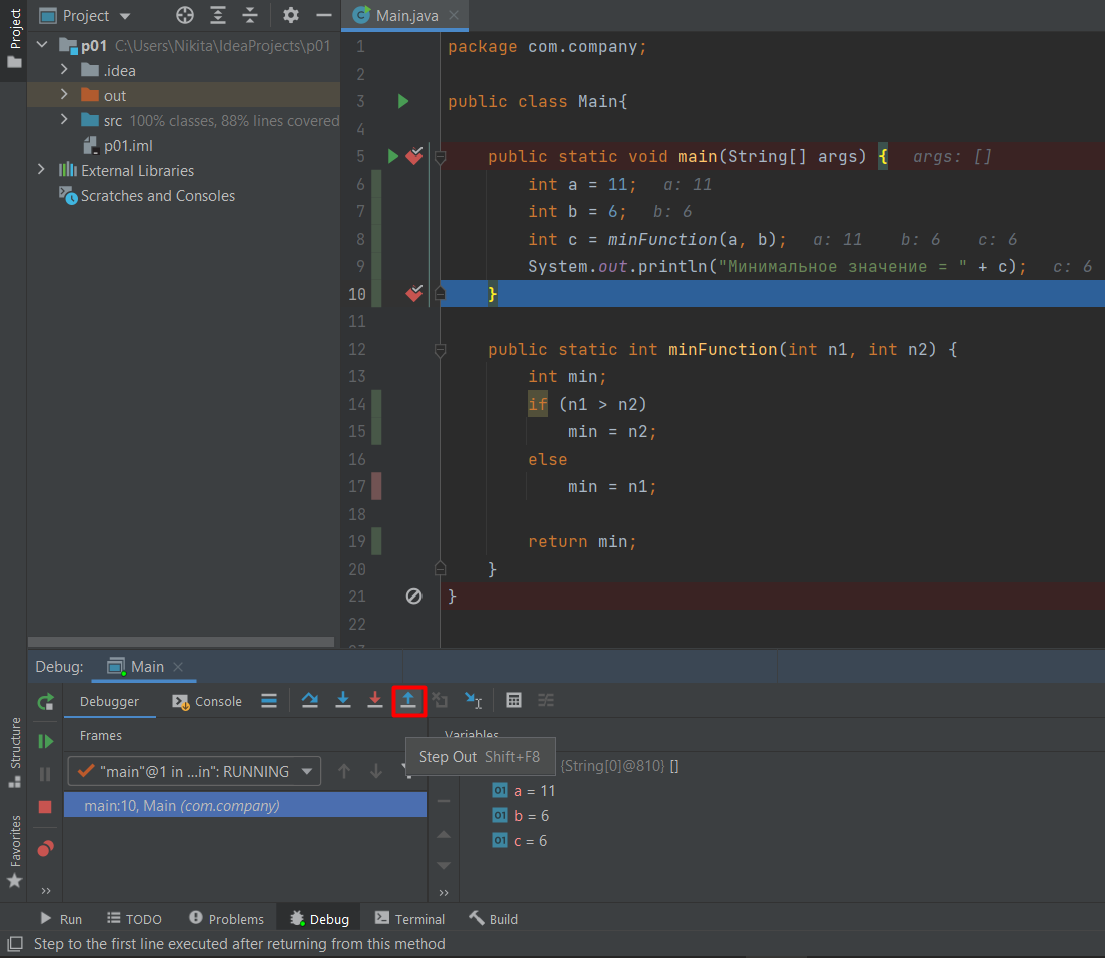 Project
Project
Main.java
p01 C:\Users\Nikita\IdeaProjects\p01
.idea
out
src 100% classes, 88% lines covered
p01.iml
External Libraries
Scratches and Consoles
1 package com.company;
2
3 public class Main{
4
5 public static void main(String[] args) { args: []
6 int a = 11; a: 11
7 int b = 6; b: 6
8 int c = minFunction(a, b); a: 11 b: 6 c: 6
9 System.out.println("Минимальное значение = " + c); c: 6
10 }
11
12 public static int minFunction(int n1, int n2) {
13 int min;
14 if (n1 > n2)
15 min = n2;
16 else
17 min = n1;
18
19 return min;
20 }
21 }
22
Debug: Main
Debugger Console
Frames
Variables
Step Out Shift+F8
"main"@1 in ...in": RUNNING
{String[0]@810} []
main:10, Main (com.company)
01 a = 11
01 b = 6
01 c = 6
Structure
Favorites
Run TODO Problems Debug Terminal Build
Step to the first line executed after returning from this method